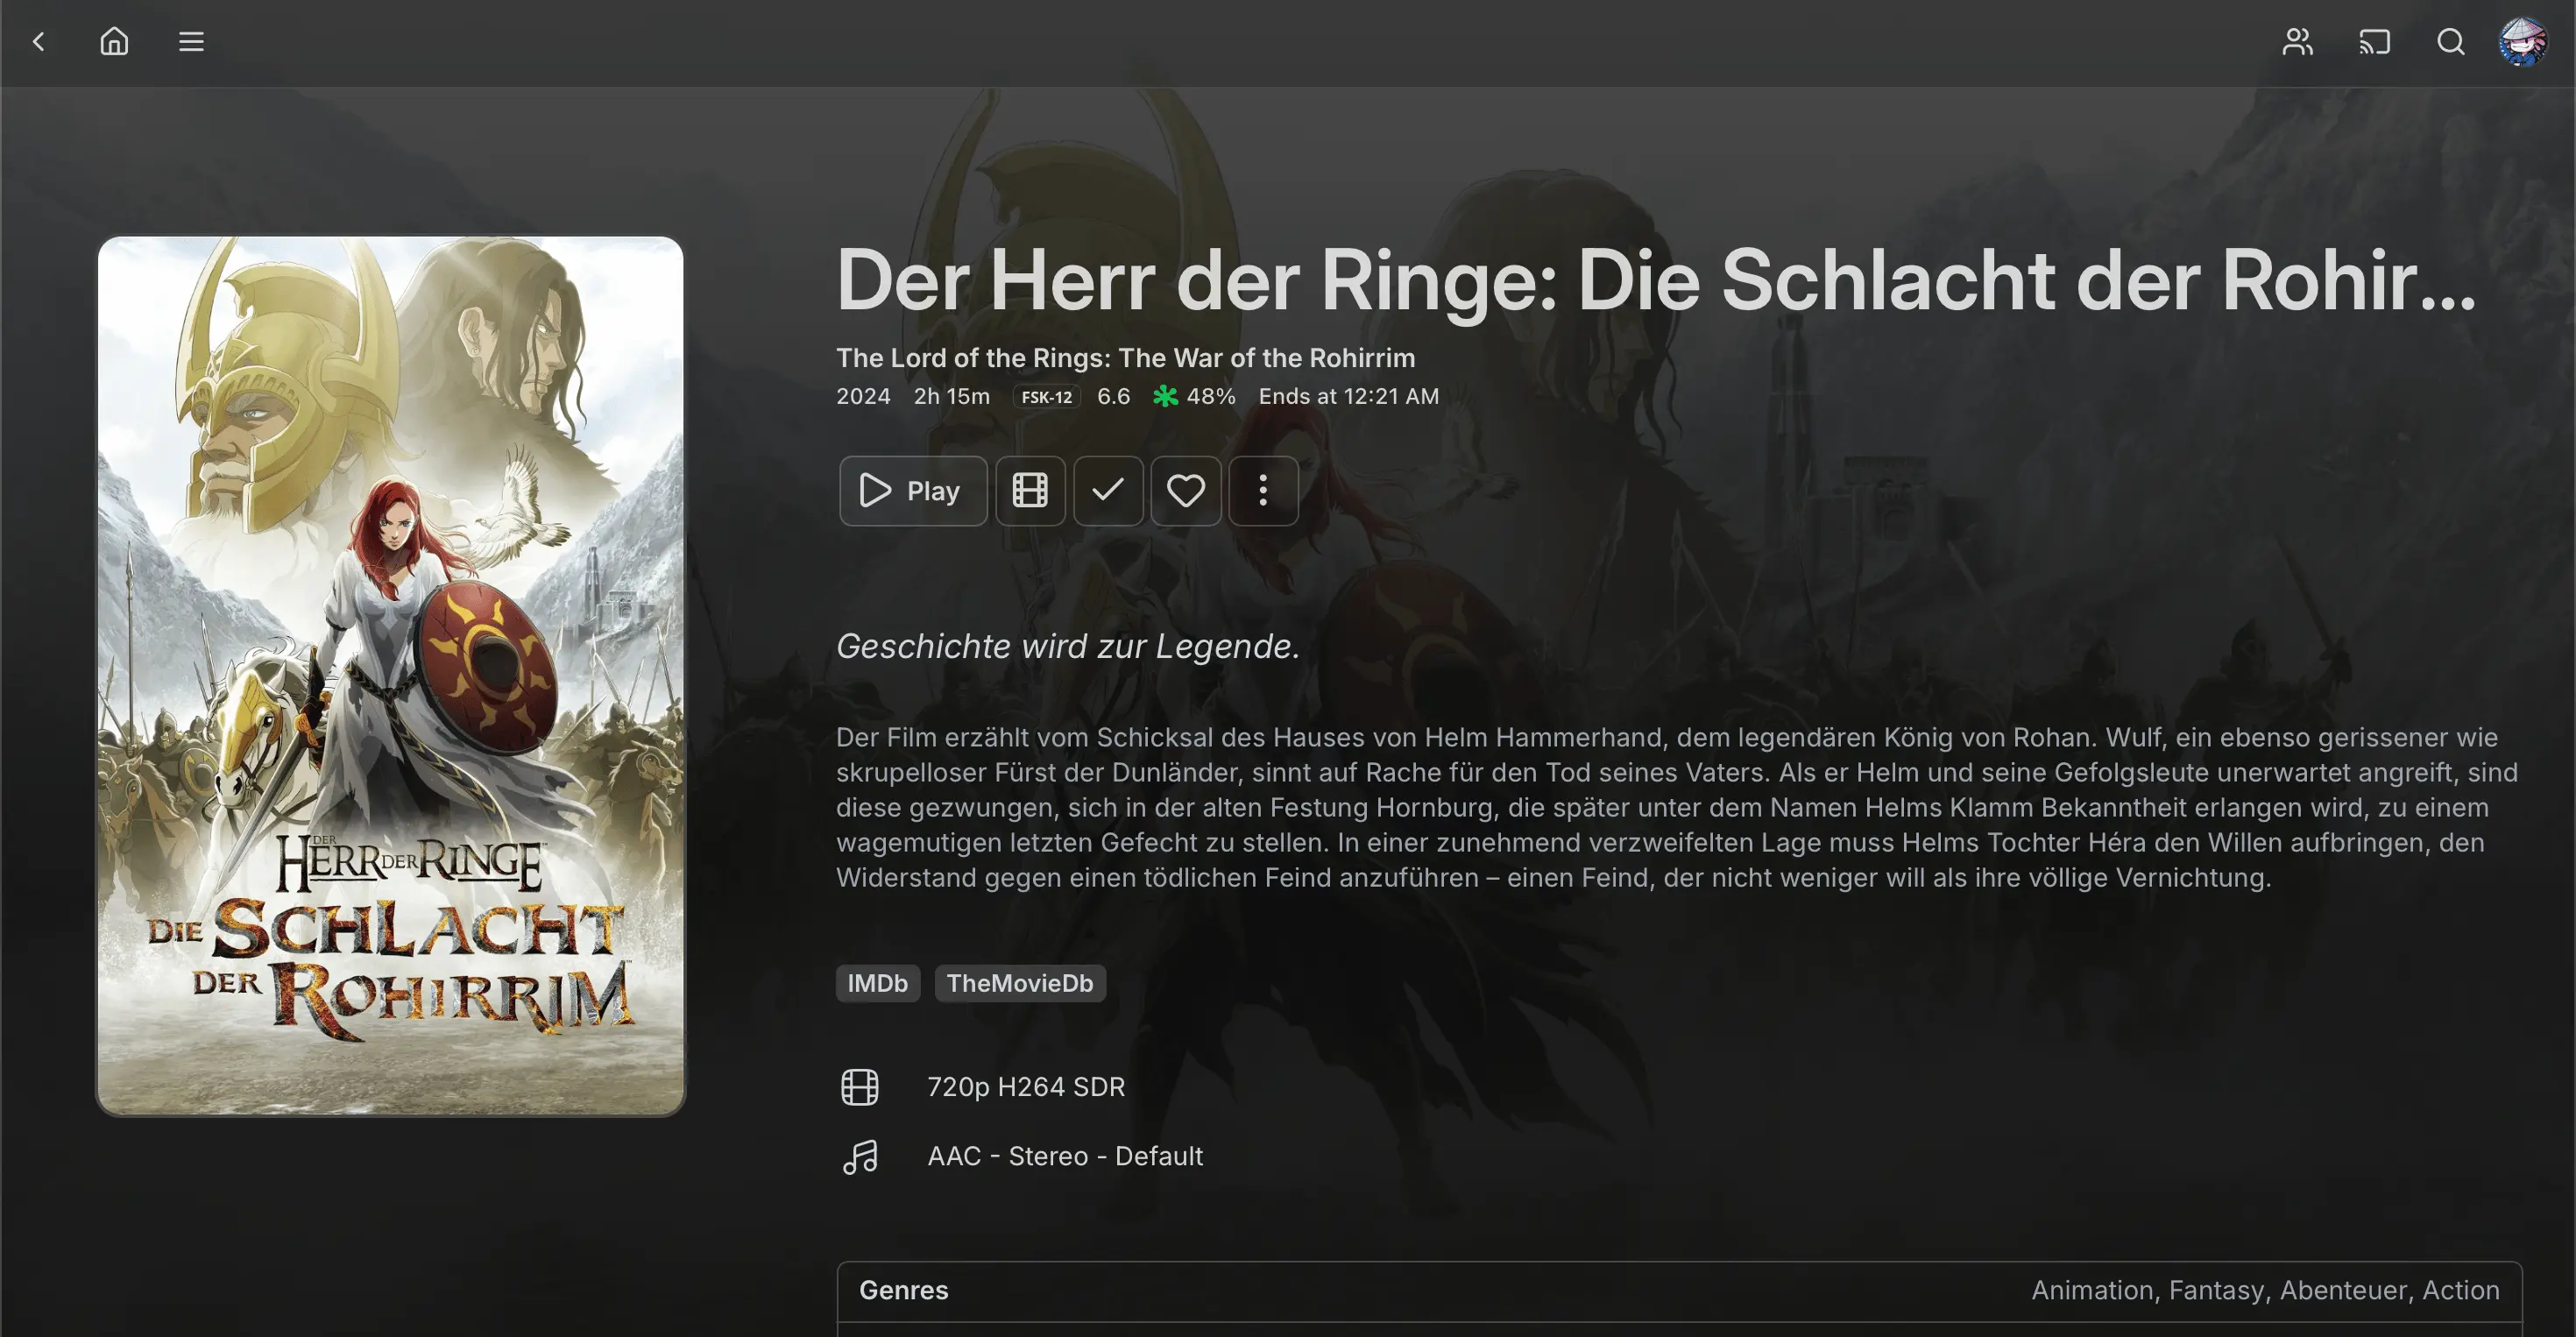 Der Herr der Ringe: Die Schlacht der Rohir...
The Lord of the Rings: The War of the Rohirrim
2024 2h 15m FSK-12 6.6 48% Ends at 12:21 AM
Play
Geschichte wird zur Legende.
Der Film erzählt vom Schicksal des Hauses von Helm Hammerhand, dem legendären König von Rohan. Wulf, ein ebenso gerissener wie
skrupelloser Fürst der Dunländer, sinnt auf Rache für den Tod seines Vaters. Als er Helm und seine Gefolgsleute unerwartet angreift, sind
diese gezwungen, sich in der alten Festung Hornburg, die später unter dem Namen Helms Klamm Bekanntheit erlangen wird, zu einem
wagemutigen letzten Gefecht zu stellen. In einer zunehmend verzweifelten Lage muss Helms Tochter Héra den Willen aufbringen, den
Widerstand gegen einen tödlichen Feind anzuführen – einen Feind, der nicht weniger will als ihre völlige Vernichtung.
DER
HERR DER RINGE™
DIE SCHLACHT
DER ROHIRRIM™
IMDb TheMovieDb
720p H264 SDR
AAC - Stereo - Default
Genres Animation, Fantasy, Abenteuer, Action